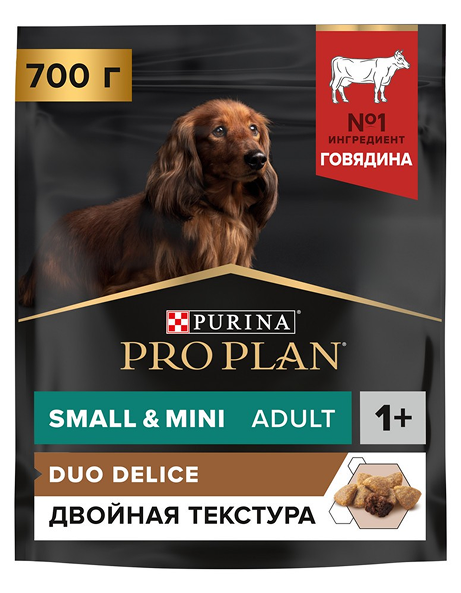 700 г
№1
ИНГРЕДИЕНТ
ГОВЯДИНА
PURINA®
PRO PLAN®
SMALL & MINI ADULT 1+
DUO DELICE
ДВОЙНАЯ ТЕКСТУРА